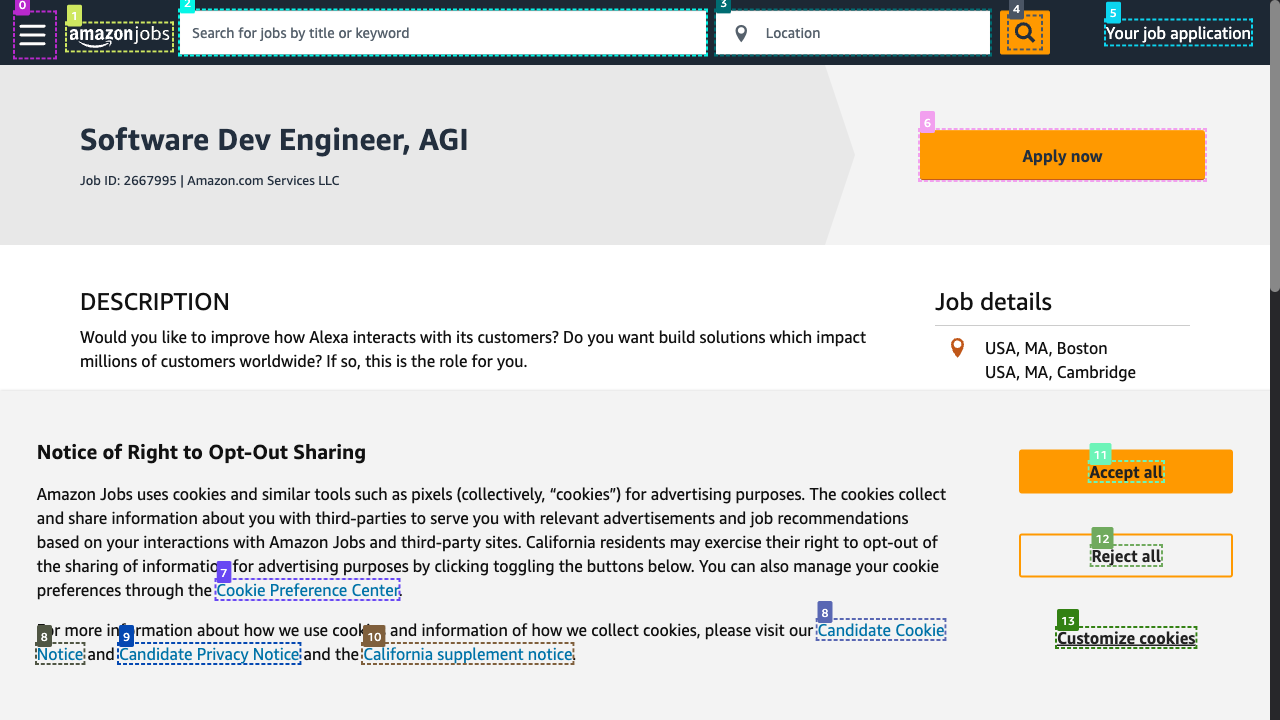 0
1
2
3
4
5
amazon jobs
Search for jobs by title or keyword
Location
Your job application
Software Dev Engineer, AGI
Job ID: 2667995 | Amazon.com Services LLC
6
Apply now
DESCRIPTION
Would you like to improve how Alexa interacts with its customers? Do you want build solutions which impact
millions of customers worldwide? If so, this is the role for you.
Job details
USA, MA, Boston
USA, MA, Cambridge
Notice of Right to Opt-Out Sharing
Amazon Jobs uses cookies and similar tools such as pixels (collectively, “cookies”) for advertising purposes. The cookies collect
and share information about you with third-parties to serve you with relevant advertisements and job recommendations
based on your interactions with Amazon Jobs and third-party sites. California residents may exercise their right to opt-out of
the sharing of information for advertising purposes by clicking toggling the buttons below. You can also manage your cookie
7
preferences through the Cookie Preference Center.
8
For more information about how we use cookies and information of how we collect cookies, please visit our Candidate Cookie
8
9
10
Notice and Candidate Privacy Notice and the California supplement notice.
11
Accept all
12
Reject all
13
Customize cookies